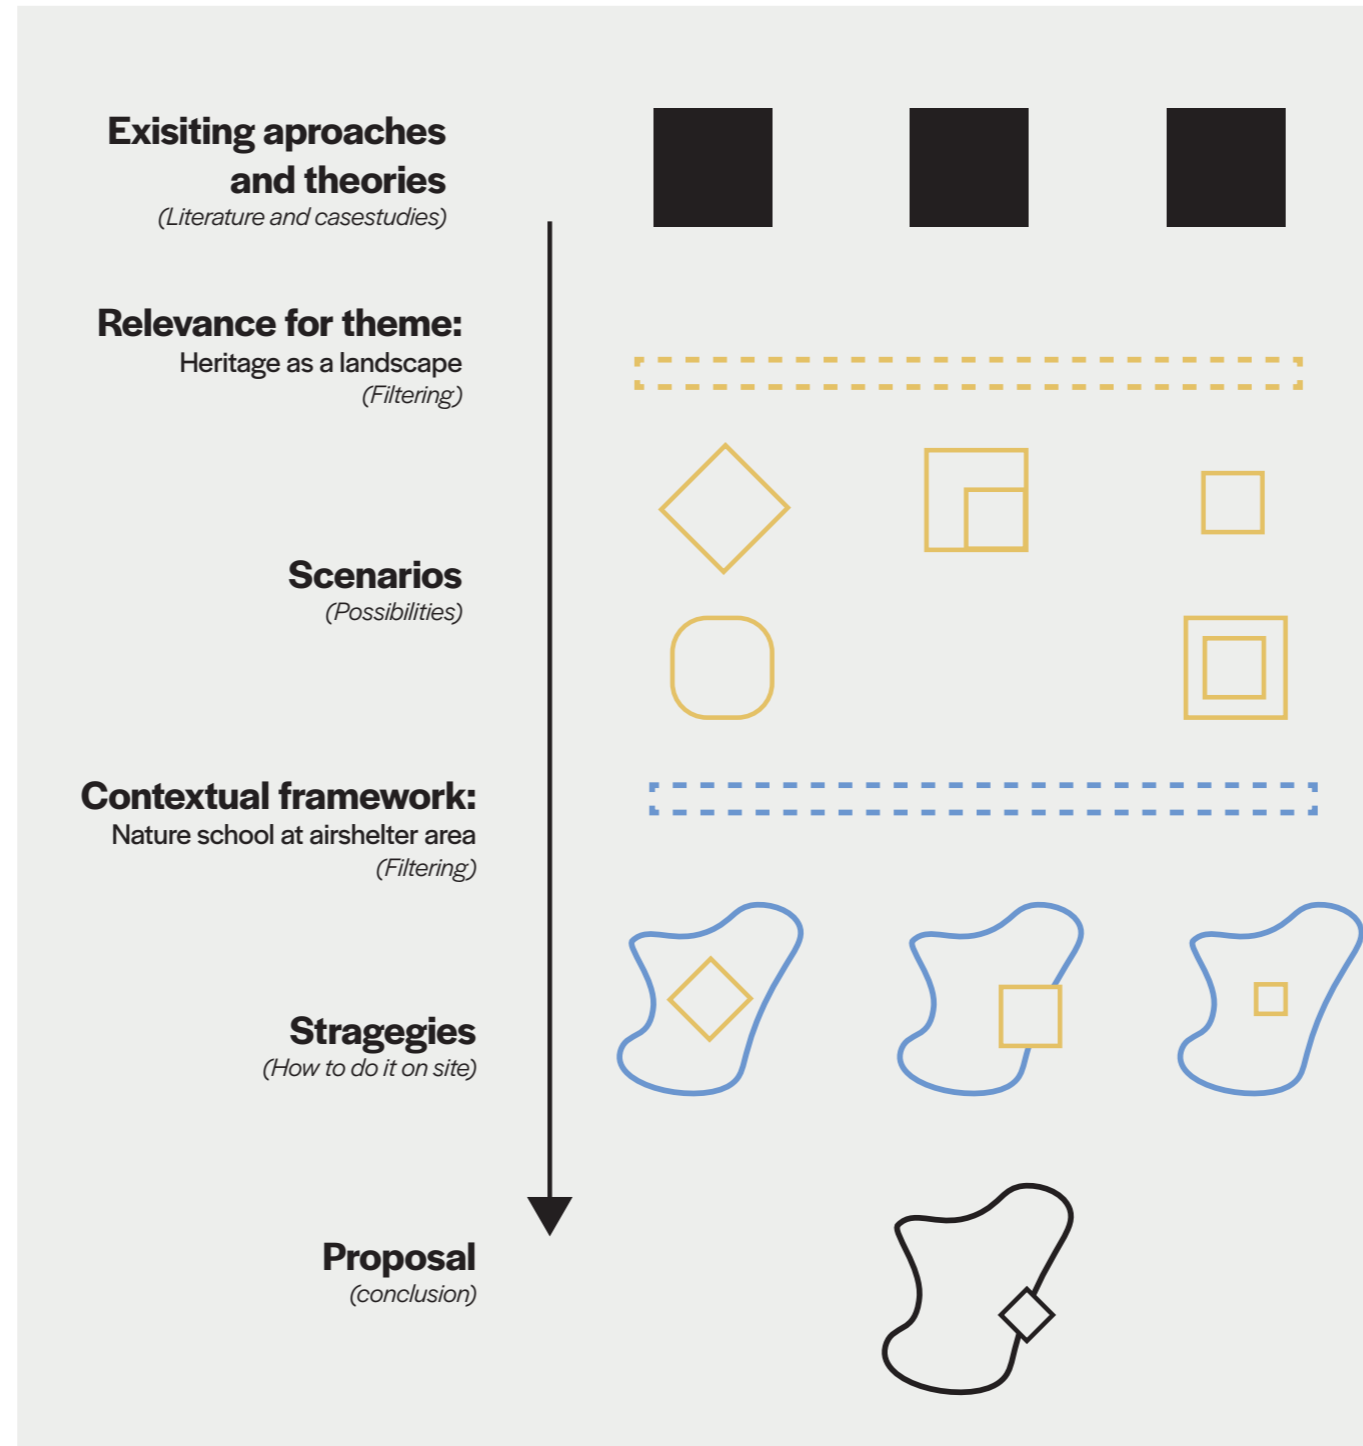 Exisiting aproaches
and theories
(Literature and casestudies)
Relevance for theme:
Heritage as a landscape
(Filtering)
Scenarios
(Possibilities)
Contextual framework:
Nature school at airshelter area
(Filtering)
Stragegies
(How to do it on site)
Proposal
(conclusion)